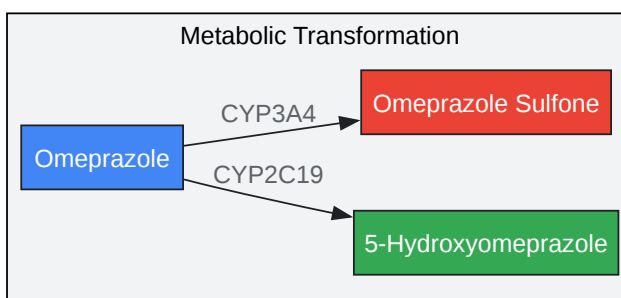 Metabolic Transformation
CYP3A4
Omeprazole Sulfone
Omeprazole
CYP2C19
5-Hydroxyomeprazole